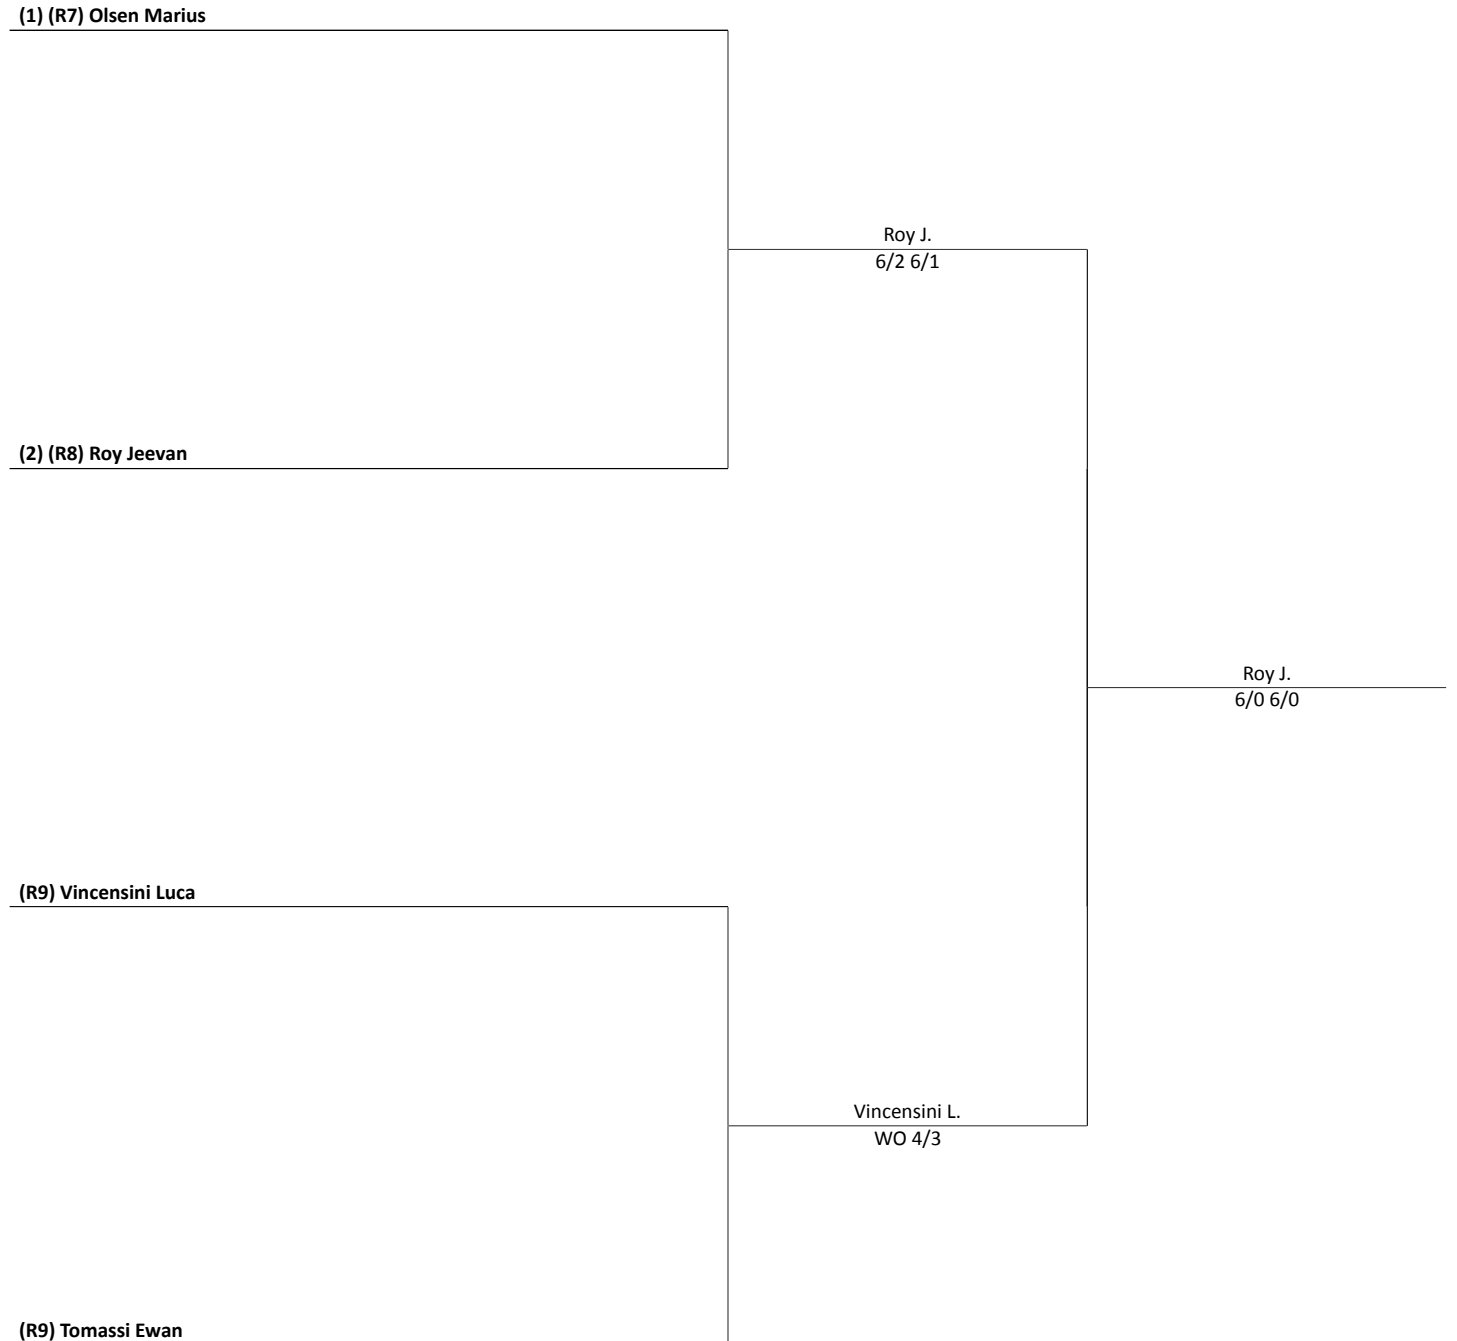 (1) (R7) Olsen Marius
Roy J.
6/2 6/1
(2) (R8) Roy Jeevan
Roy J.
6/0 6/0
(R9) Vincensini Luca
Vincensini L.
WO 4/3
(R9) Tomassi Ewan